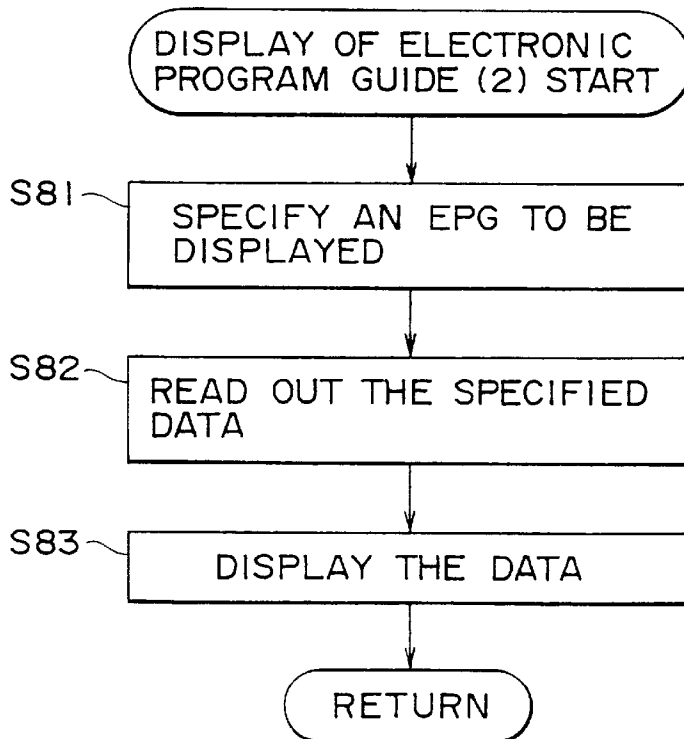 DISPLAY OF ELECTRONIC
PROGRAM GUIDE (2) START
S81
SPECIFY AN EPG TO BE
DISPLAYED
S82
READ OUT THE SPECIFIED
DATA
S83
DISPLAY THE DATA
RETURN